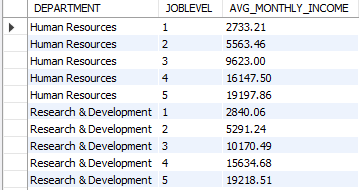 DEPARTMENT JOBLEVEL AVG_MONTHLY_INCOME
Human Resources 1 2733.21
Human Resources 2 5563.46
Human Resources 3 9623.00
Human Resources 4 16147.50
Human Resources 5 19197.86
Research & Development 1 2840.06
Research & Development 2 5291.24
Research & Development 3 10170.49
Research & Development 4 15634.68
Research & Development 5 19218.51